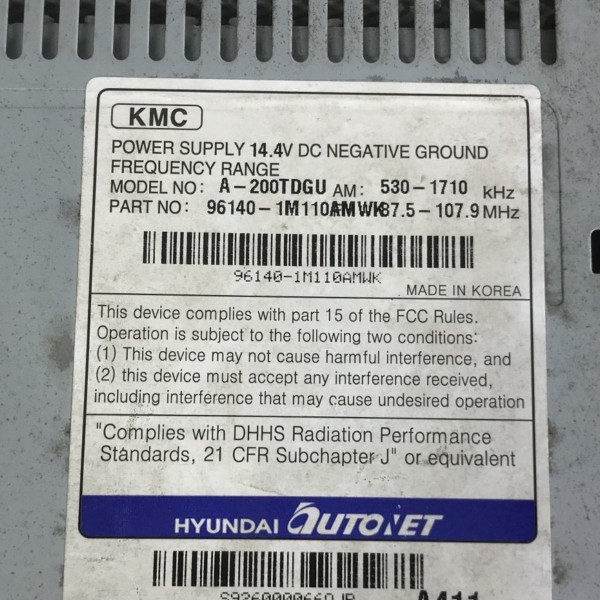 KMC
POWER SUPPLY 14.4V DC NEGATIVE GROUND
FREQUENCY RANGE
MODEL NO: A-200TDGU AM: 530-1710 kHz
PART NO: 96140-1M110AMWK 87.5-107.9 MHz
96140-1M110AMWK
MADE IN KOREA
This device complies with part 15 of the FCC Rules.
Operation is subject to the following two conditions:
(1) This device may not cause harmful interference, and
(2) this device must accept any interference received,
including interference that may cause undesired operation
"Complies with DHHS Radiation Performance
Standards, 21 CFR Subchapter J" or equivalent
HYUNDAI AUTONET
A411